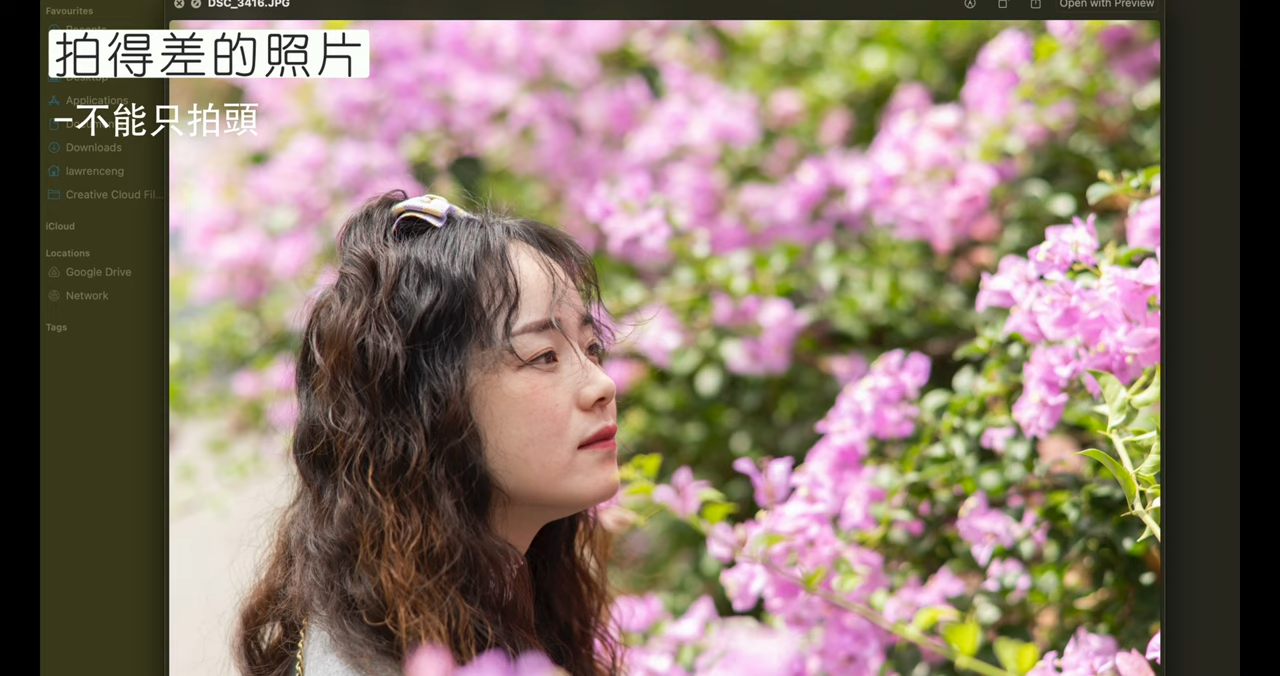 Favourites
DSC_3416.JPG
Open with Preview
拍得差的照片
Desktop
Applications
-不能只拍頭
Downloads
lawrenceng
Creative Cloud Fil...
iCloud
Locations
Google Drive
Network
Tags